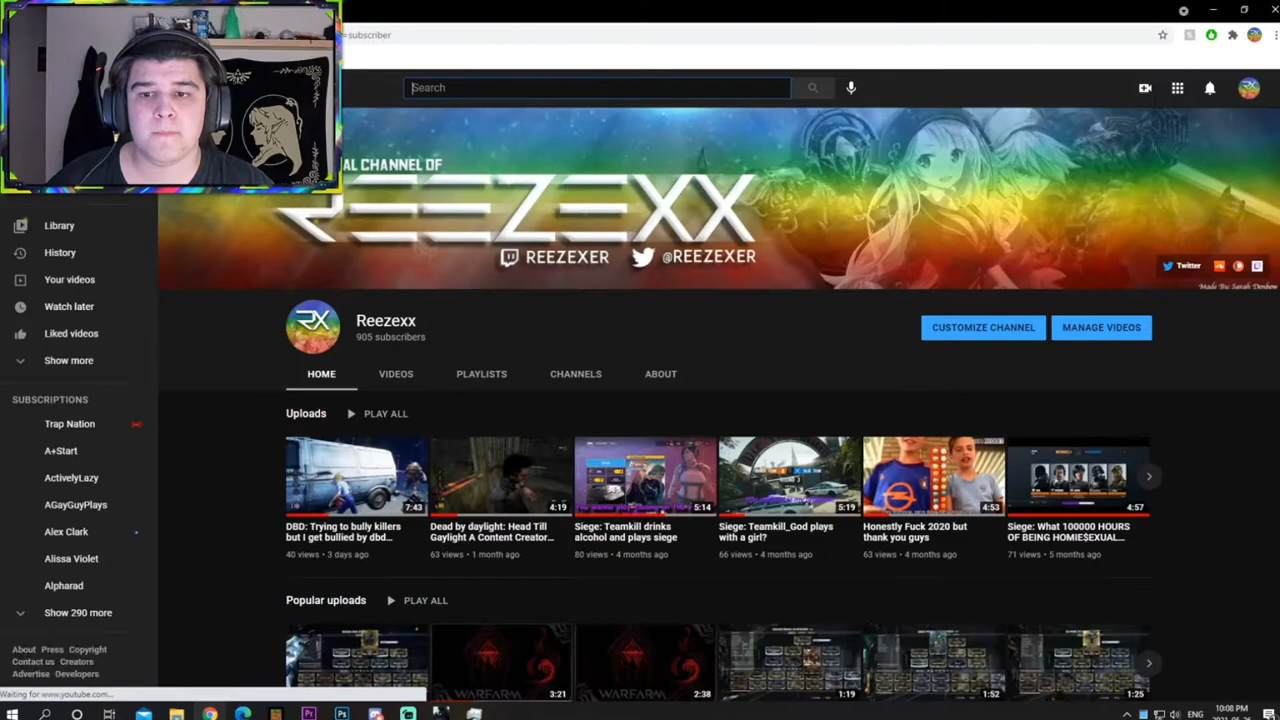 =subscriber
Search
AL CHANNEL OF
REEZEXX
REEZEXER @REEZEXER
Twitter
Made By: Sarah Denbow
Library
History
Your videos
Watch later
Liked videos
Show more
SUBSCRIPTIONS
Trap Nation
A+Start
ActivelyLazy
AGayGuyPlays
Alex Clark
Alissa Violet
Alpharad
Show 290 more
About Press Copyright
Contact us Creators
Advertise Developers
Waiting for www.youtube.com...
RX
Reezexx
905 subscribers
CUSTOMIZE CHANNEL MANAGE VIDEOS
HOME VIDEOS PLAYLISTS CHANNELS ABOUT
Uploads PLAY ALL
7:43 4:19 5:14 5:19 4:53 4:57
DBD: Trying to bully killers
but I get bullied by dbd...
40 views • 3 days ago
Dead by daylight: Head Till
Gaylight A Content Creator...
63 views • 1 month ago
Siege: Teamkill drinks
alcohol and plays siege
80 views • 4 months ago
Siege: Teamkill_God plays
with a girl?
66 views • 4 months ago
Honestly Fuck 2020 but
thank you guys
63 views • 4 months ago
Siege: What 100000 HOURS
OF BEING HOMIE$EXUAL...
71 views • 5 months ago
Popular uploads PLAY ALL
WARFARM
3:21
WARFARM
2:38
1:19 1:52 1:25
ENG
10:08 PM